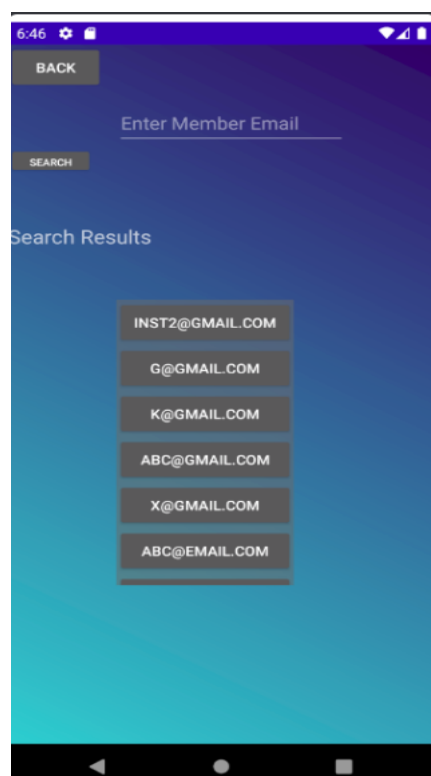 6:46
BACK
Enter Member Email
SEARCH
Search Results
INST2@GMAIL.COM
G@GMAIL.COM
K@GMAIL.COM
ABC@GMAIL.COM
X@GMAIL.COM
ABC@EMAIL.COM